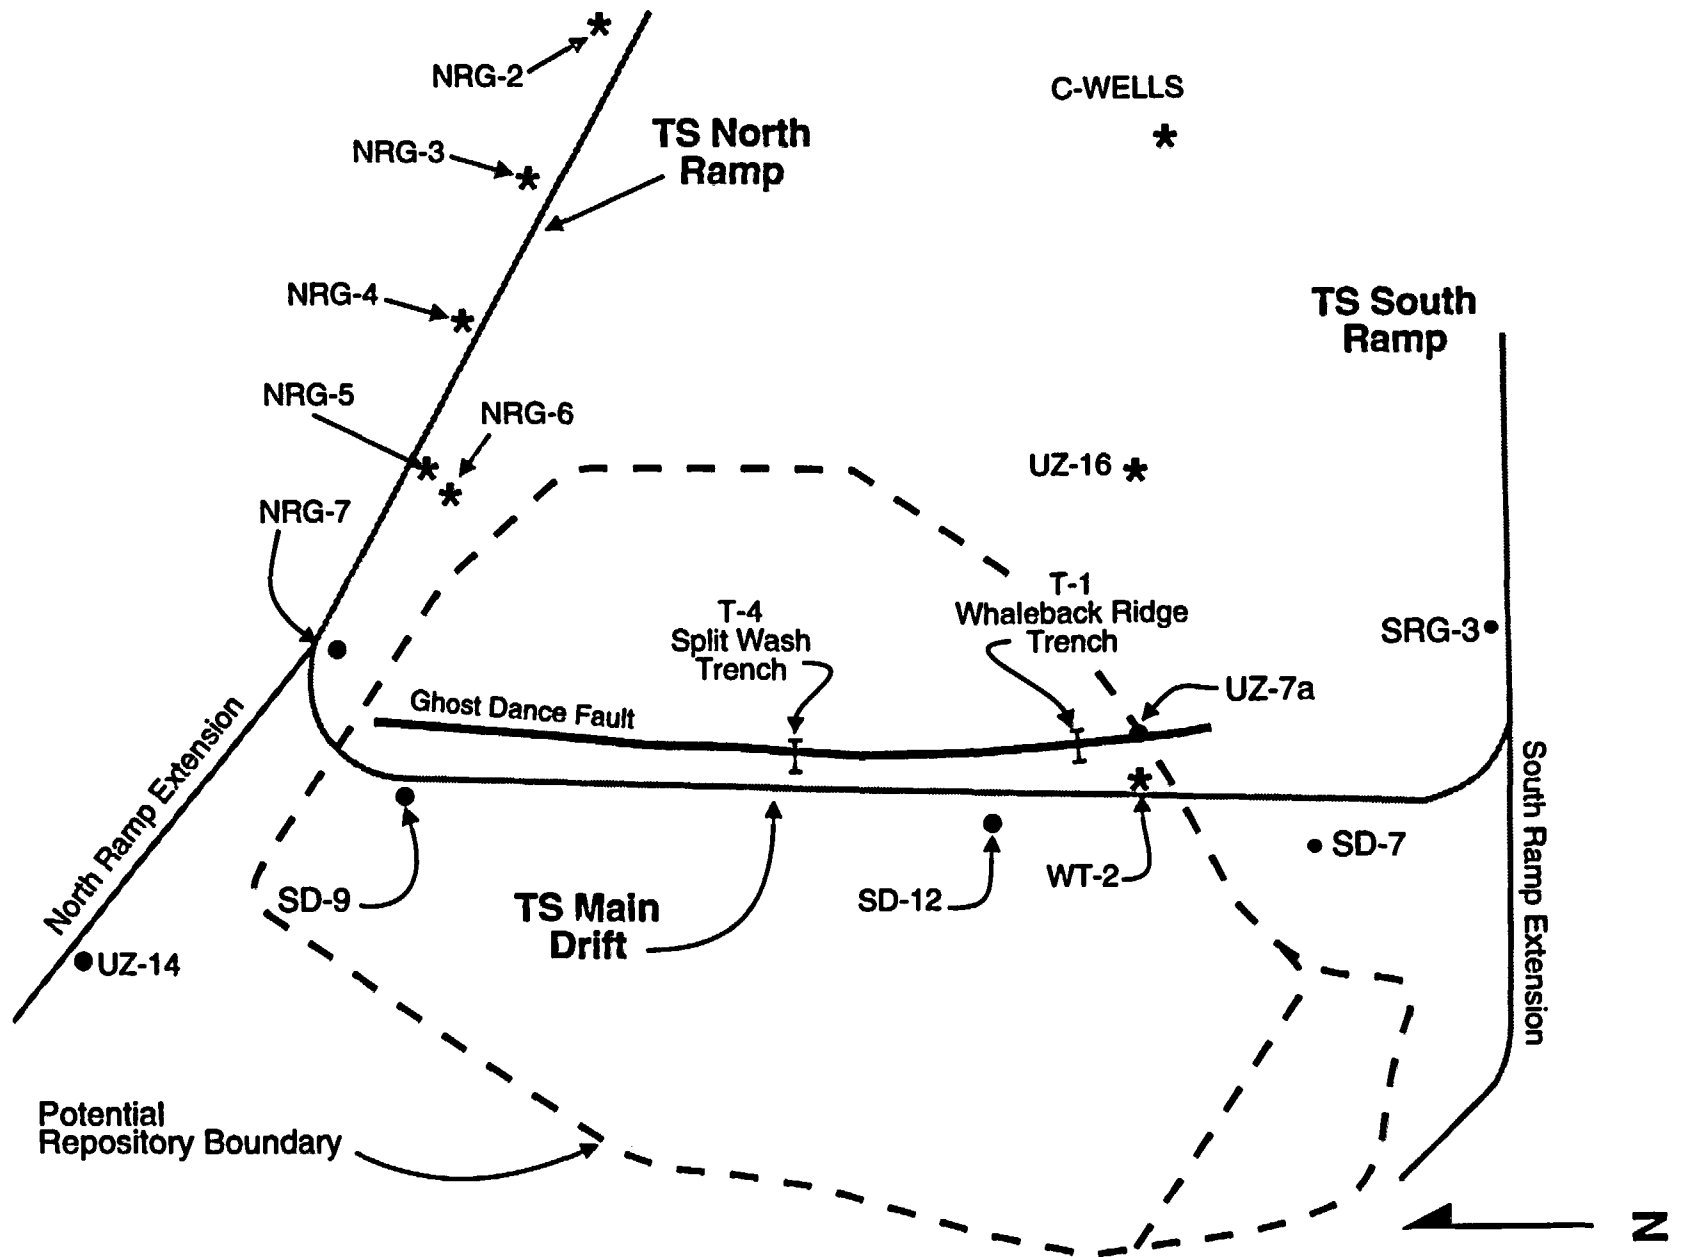 NRG-2
C-WELLS
TS North
Ramp
NRG-3
NRG-4
TS South
Ramp
NRG-5
NRG-6
UZ-16
NRG-7
T-1
Whaleback Ridge
Trench
T-4
Split Wash
Trench
SRG-3
UZ-7a
Ghost Dance Fault
North Ramp Extension
South Ramp Extension
SD-7
WT-2
SD-9
SD-12
TS Main
Drift
UZ-14
Potential
Repository Boundary
N